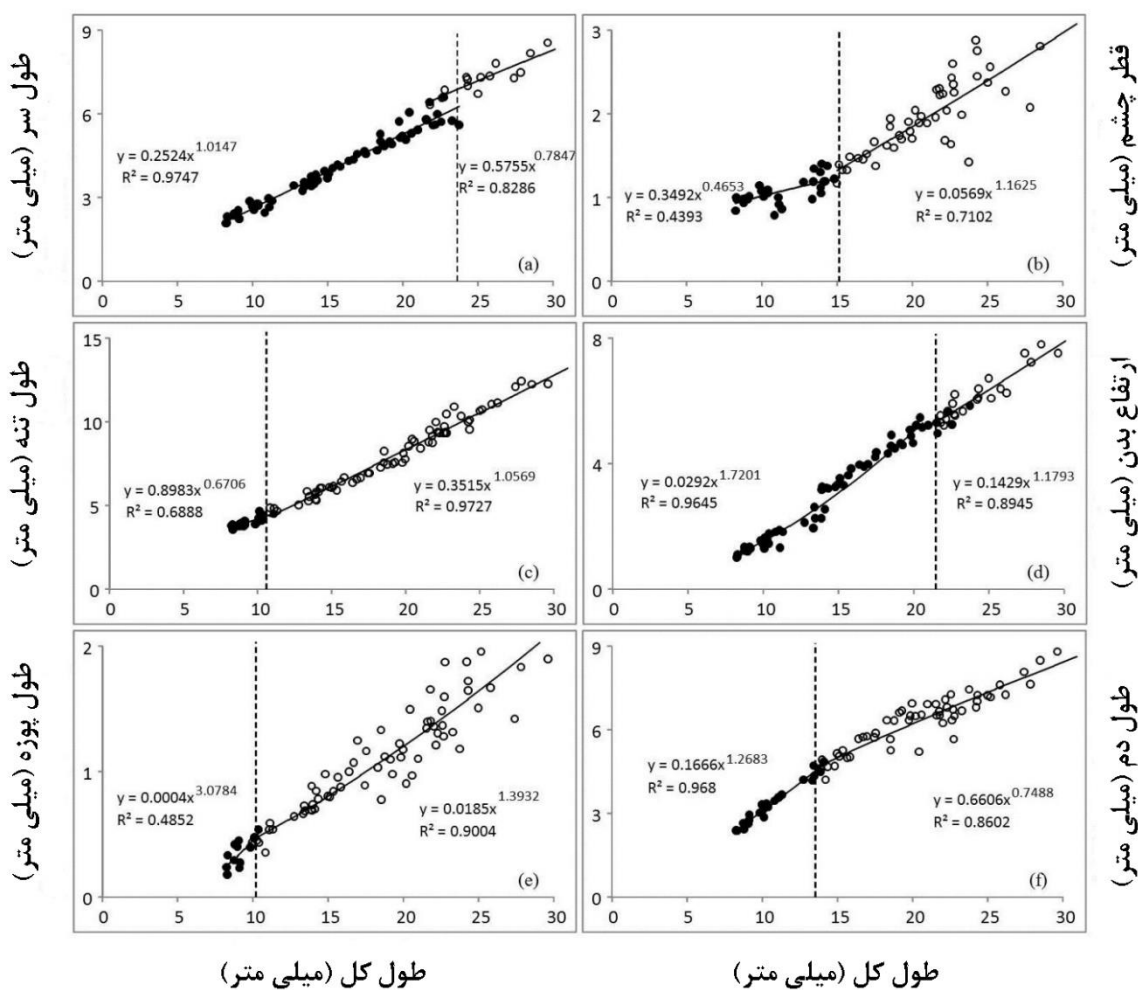 طول سر (میلی متر)
9
6
3
0
y = 0.2524x^1.0147
R² = 0.9747
y = 0.5755x^0.7847
R² = 0.8286
(a)
0 5 10 15 20 25 30
قطر چشم (میلی متر)
3
2
1
0
y = 0.3492x^0.4653
R² = 0.4393
y = 0.0569x^1.1625
R² = 0.7102
(b)
0 5 10 15 20 25 30
طول تنه (میلی متر)
15
10
5
0
y = 0.8983x^0.6706
R² = 0.6888
y = 0.3515x^1.0569
R² = 0.9727
(c)
0 5 10 15 20 25 30
ارتفاع بدن (میلی متر)
8
4
0
y = 0.0292x^1.7201
R² = 0.9645
y = 0.1429x^1.1793
R² = 0.8945
(d)
0 5 10 15 20 25 30
طول پوزه (میلی متر)
2
1
0
y = 0.0004x^3.0784
R² = 0.4852
y = 0.0185x^1.3932
R² = 0.9004
(e)
0 5 10 15 20 25 30
طول دم (میلی متر)
9
6
3
0
y = 0.1666x^1.2683
R² = 0.968
y = 0.6606x^0.7488
R² = 0.8602
(f)
0 5 10 15 20 25 30
طول کل (میلی متر)
طول کل (میلی متر)